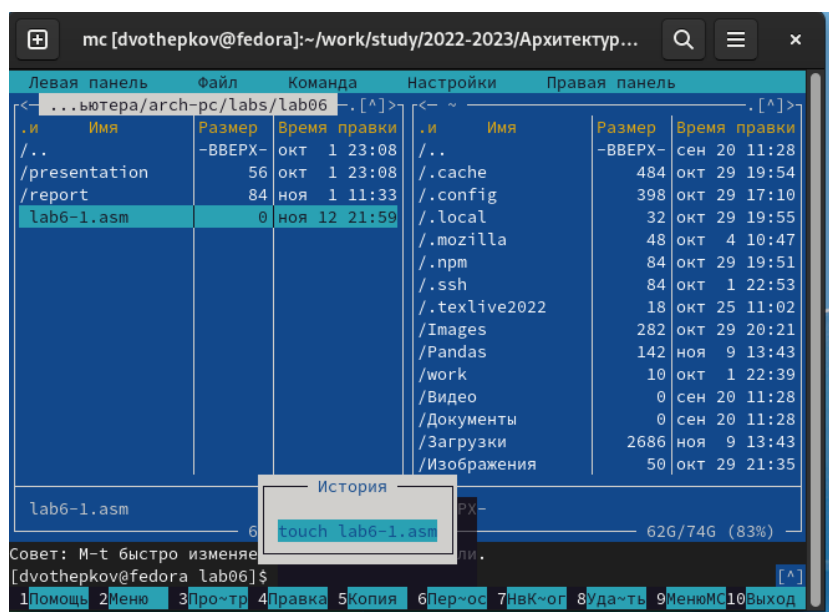 mc [dvothepkov@fedora]:~/work/study/2022-2023/Архитектур...
Левая панель Файл Команда Настройки Правая панель
<— ...ьютера/arch-pc/labs/lab06 —.[^]>
.и Имя Размер Время правки
/.. -ВВЕРХ- окт 1 23:08
/presentation 56 окт 1 23:08
/report 84 ноя 1 11:33
lab6-1.asm 0 ноя 12 21:59
lab6-1.asm
<— ~ —.[^]>
.и Имя Размер Время правки
/.. -ВВЕРХ- сен 20 11:28
/.cache 484 окт 29 19:54
/.config 398 окт 29 17:10
/.local 32 окт 29 19:55
/.mozilla 48 окт 4 10:47
/.npm 84 окт 29 19:51
/.ssh 84 окт 1 22:53
/.texlive2022 18 окт 25 11:02
/Images 282 окт 29 20:21
/Pandas 142 ноя 9 13:43
/work 10 окт 1 22:39
/Видео 0 сен 20 11:28
/Документы 0 сен 20 11:28
/Загрузки 2686 ноя 9 13:43
/Изображения 50 окт 29 21:35
РХ-
62G/74G (83%)
История
touch lab6-1.asm
6
Совет: M-t быстро изменяе ли.
[dvothepkov@fedora lab06]$ [^]
1Помощь 2Меню 3Про~тр 4Правка 5Копия 6Пер~ос 7НвК~ог 8Уда~ть 9МенюMC 10Выход